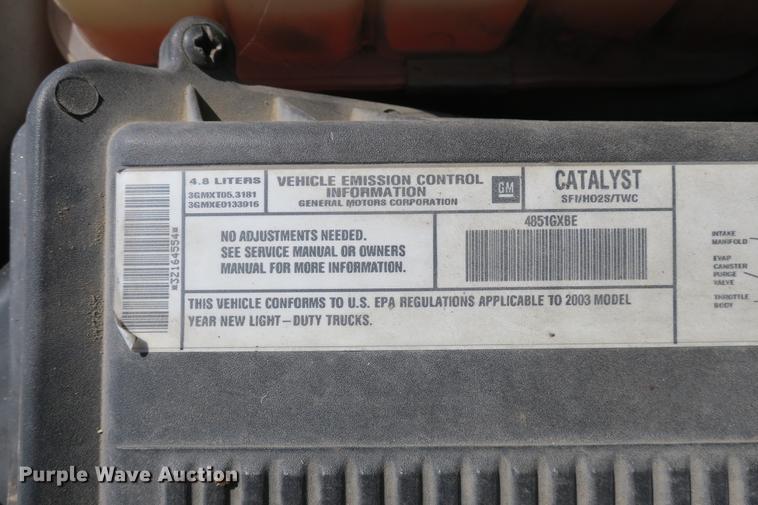 4.8 LITERS
3GMXT05.3181
3GMXE0133916
VEHICLE EMISSION CONTROL
INFORMATION
GENERAL MOTORS CORPORATION
GM
CATALYST
SFI/HO2S/TWC
*32164554*
NO ADJUSTMENTS NEEDED.
SEE SERVICE MANUAL OR OWNERS
MANUAL FOR MORE INFORMATION.
4851GXBE
THIS VEHICLE CONFORMS TO U.S. EPA REGULATIONS APPLICABLE TO 2003 MODEL
YEAR NEW LIGHT-DUTY TRUCKS.
INTAKE
MANIFOLD
EVAP
CANISTER
PURGE
VALVE
THROTTLE
BODY
Purple Wave Auction